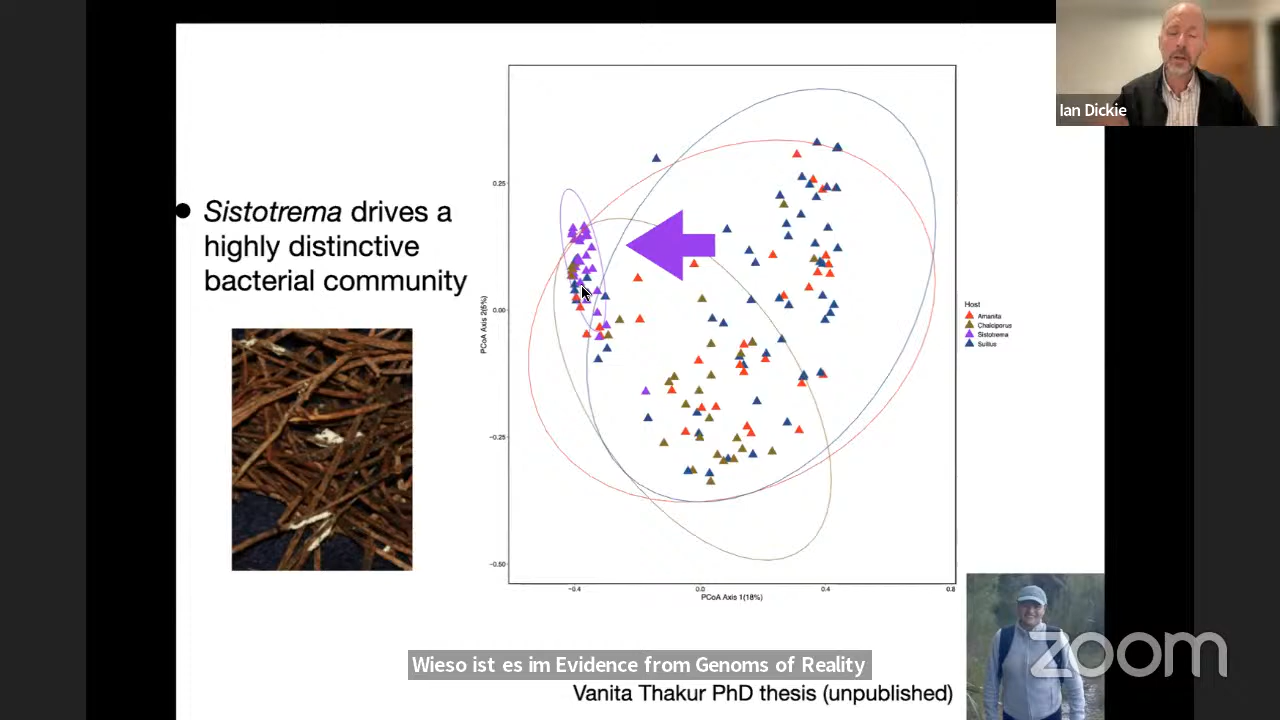 Ian Dickie
• Sistotrema drives a
highly distinctive
bacterial community
0.25
0.00
−0.25
−0.50
PCoA Axis 2(5%)
−0.4
0.0
0.4
0.8
PCoA Axis 1(18%)
Host
Amanita
Chalciporus
Sistotrema
Suillus
Wieso ist es im Evidence from Genoms of Reality
Vanita Thakur PhD thesis (unpublished)
zoom